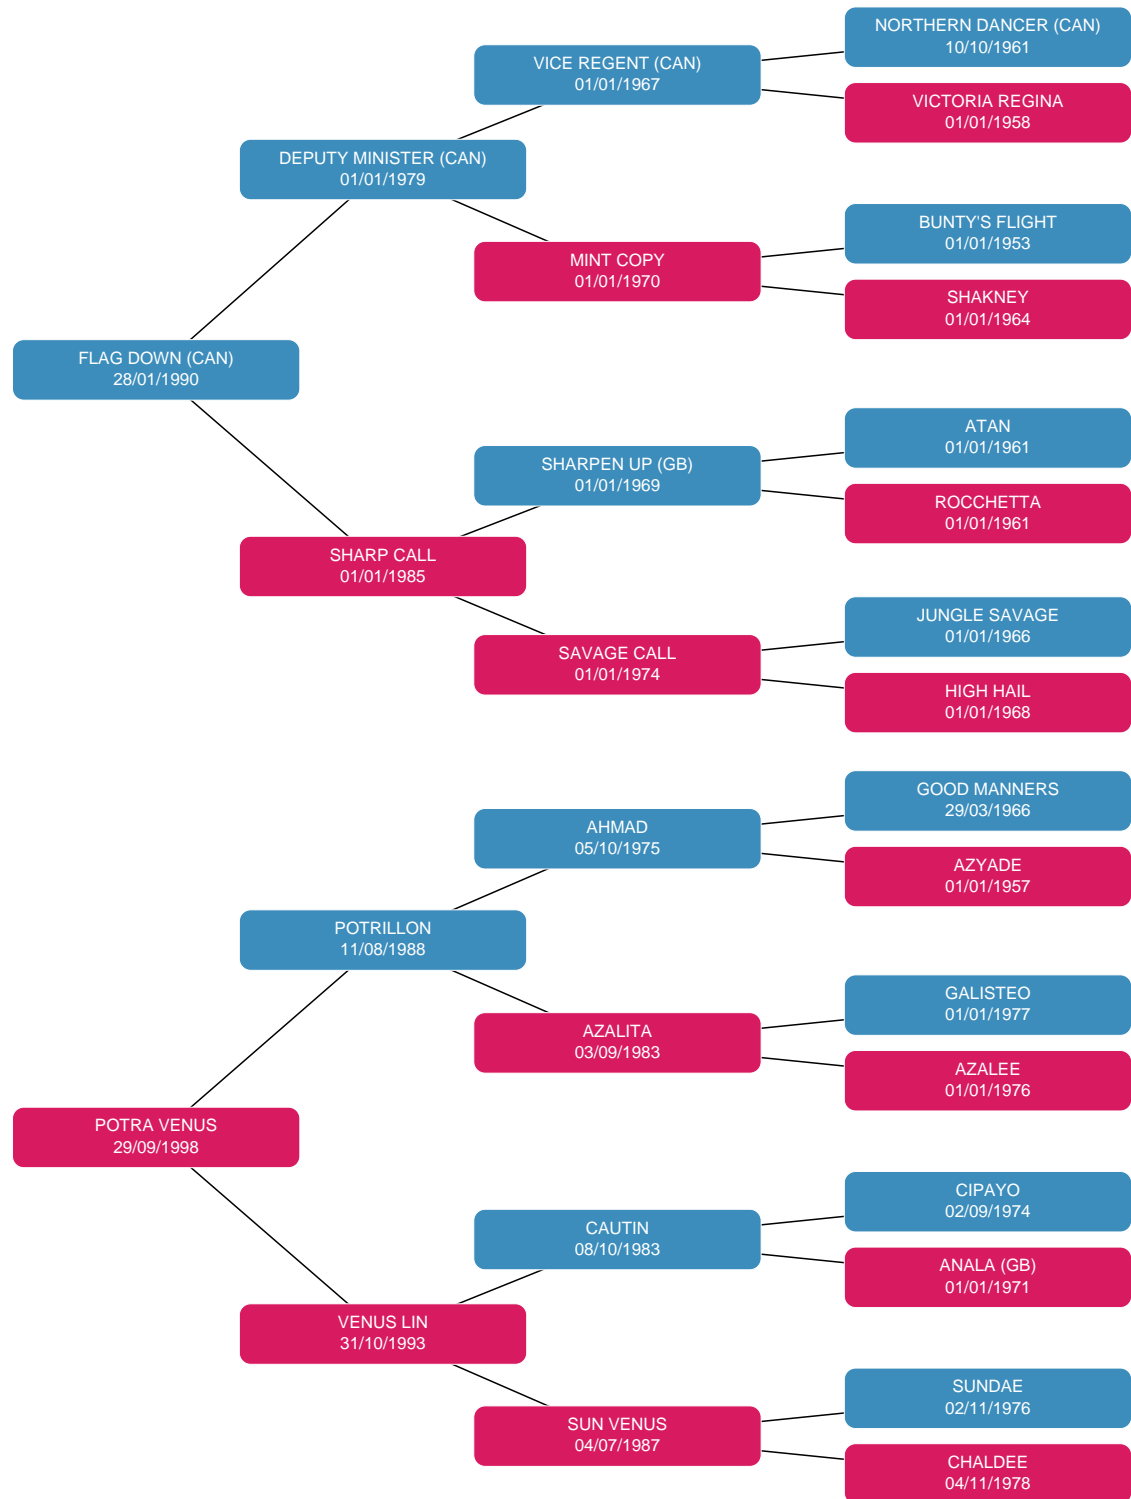 NORTHERN DANCER (CAN)
10/10/1961
VICE REGENT (CAN)
01/01/1967
VICTORIA REGINA
01/01/1958
DEPUTY MINISTER (CAN)
01/01/1979
BUNTY'S FLIGHT
01/01/1953
MINT COPY
01/01/1970
SHAKNEY
01/01/1964
FLAG DOWN (CAN)
28/01/1990
ATAN
01/01/1961
SHARPEN UP (GB)
01/01/1969
ROCCHETTA
01/01/1961
SHARP CALL
01/01/1985
JUNGLE SAVAGE
01/01/1966
SAVAGE CALL
01/01/1974
HIGH HAIL
01/01/1968
GOOD MANNERS
29/03/1966
AHMAD
05/10/1975
AZYADE
01/01/1957
POTRILLON
11/08/1988
GALISTEO
01/01/1977
AZALITA
03/09/1983
AZALEE
01/01/1976
POTRA VENUS
29/09/1998
CIPAYO
02/09/1974
CAUTIN
08/10/1983
ANALA (GB)
01/01/1971
VENUS LIN
31/10/1993
SUNDAE
02/11/1976
SUN VENUS
04/07/1987
CHALDEE
04/11/1978